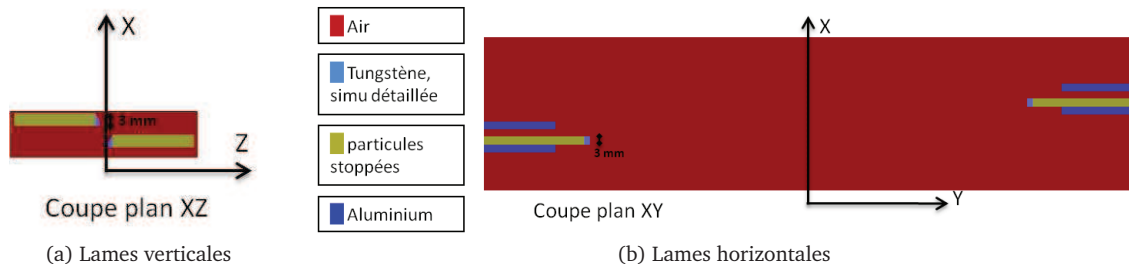 X
3 mm
Z
Coupe plan XZ
(a) Lames verticales
Air
Tungstène,
simu détaillée
particules
stoppées
Aluminium
X
3 mm
Y
Coupe plan XY
(b) Lames horizontales